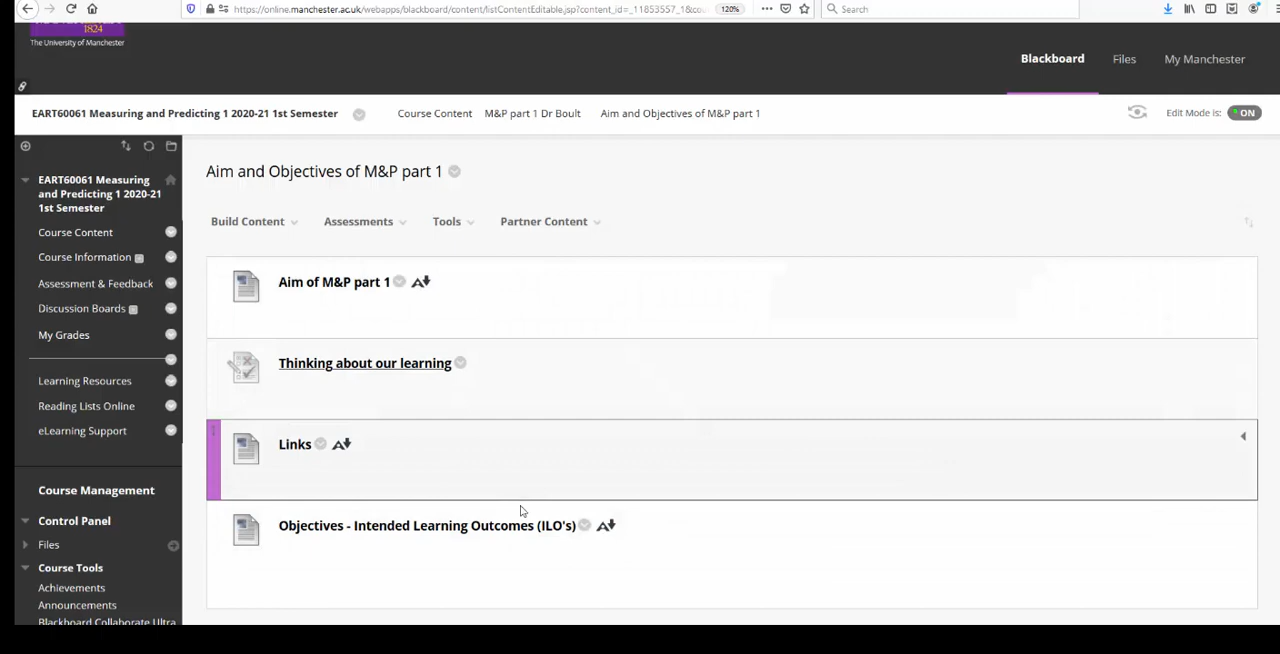 https://online.manchester.ac.uk/webapps/blackboard/content/listContentEditable.jsp?content_id=_11853557_1&co
120%
Search
1824
The University of Manchester
Blackboard
Files
My Manchester
EART60061 Measuring and Predicting 1 2020-21 1st Semester
Course Content
M&P part 1 Dr Boult
Aim and Objectives of M&P part 1
Edit Mode is:
ON
EART60061 Measuring
and Predicting 1 2020-21
1st Semester
Course Content
Course Information
Assessment & Feedback
Discussion Boards
My Grades
Learning Resources
Reading Lists Online
eLearning Support
Course Management
Control Panel
Files
Course Tools
Achievements
Announcements
Blackboard Collaborate Ultra
Aim and Objectives of M&P part 1
Build Content
Assessments
Tools
Partner Content
Aim of M&P part 1
Thinking about our learning
Links
Objectives - Intended Learning Outcomes (ILO's)